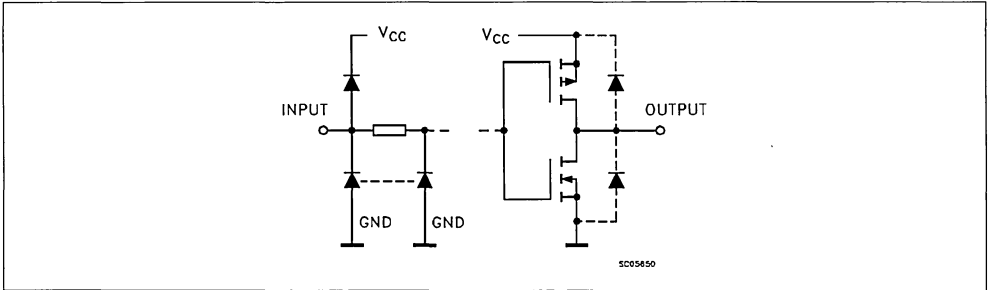 VCC
VCC
INPUT
OUTPUT
GND
GND
SC05650